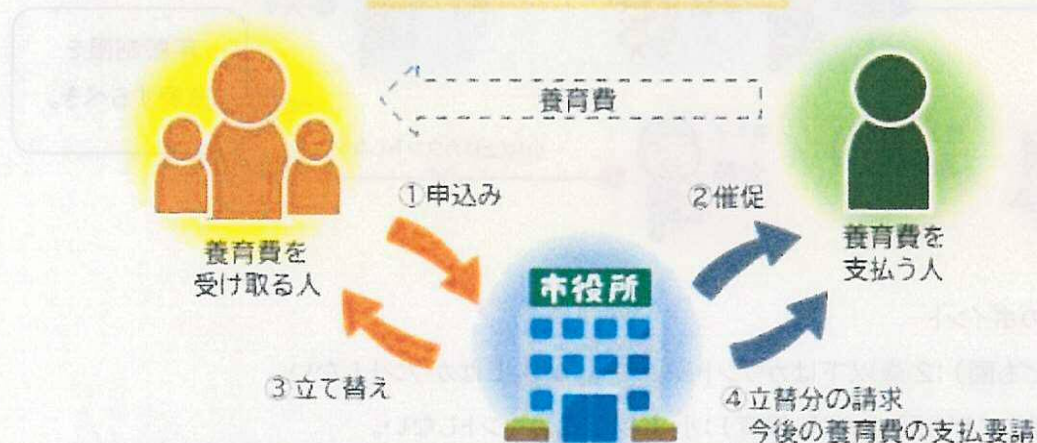 養育費
①申込み
②催促
養育費を
受け取る人
養育費を
支払う人
市役所
③立て替え
④立替分の請求
今後の養育費の支払要請